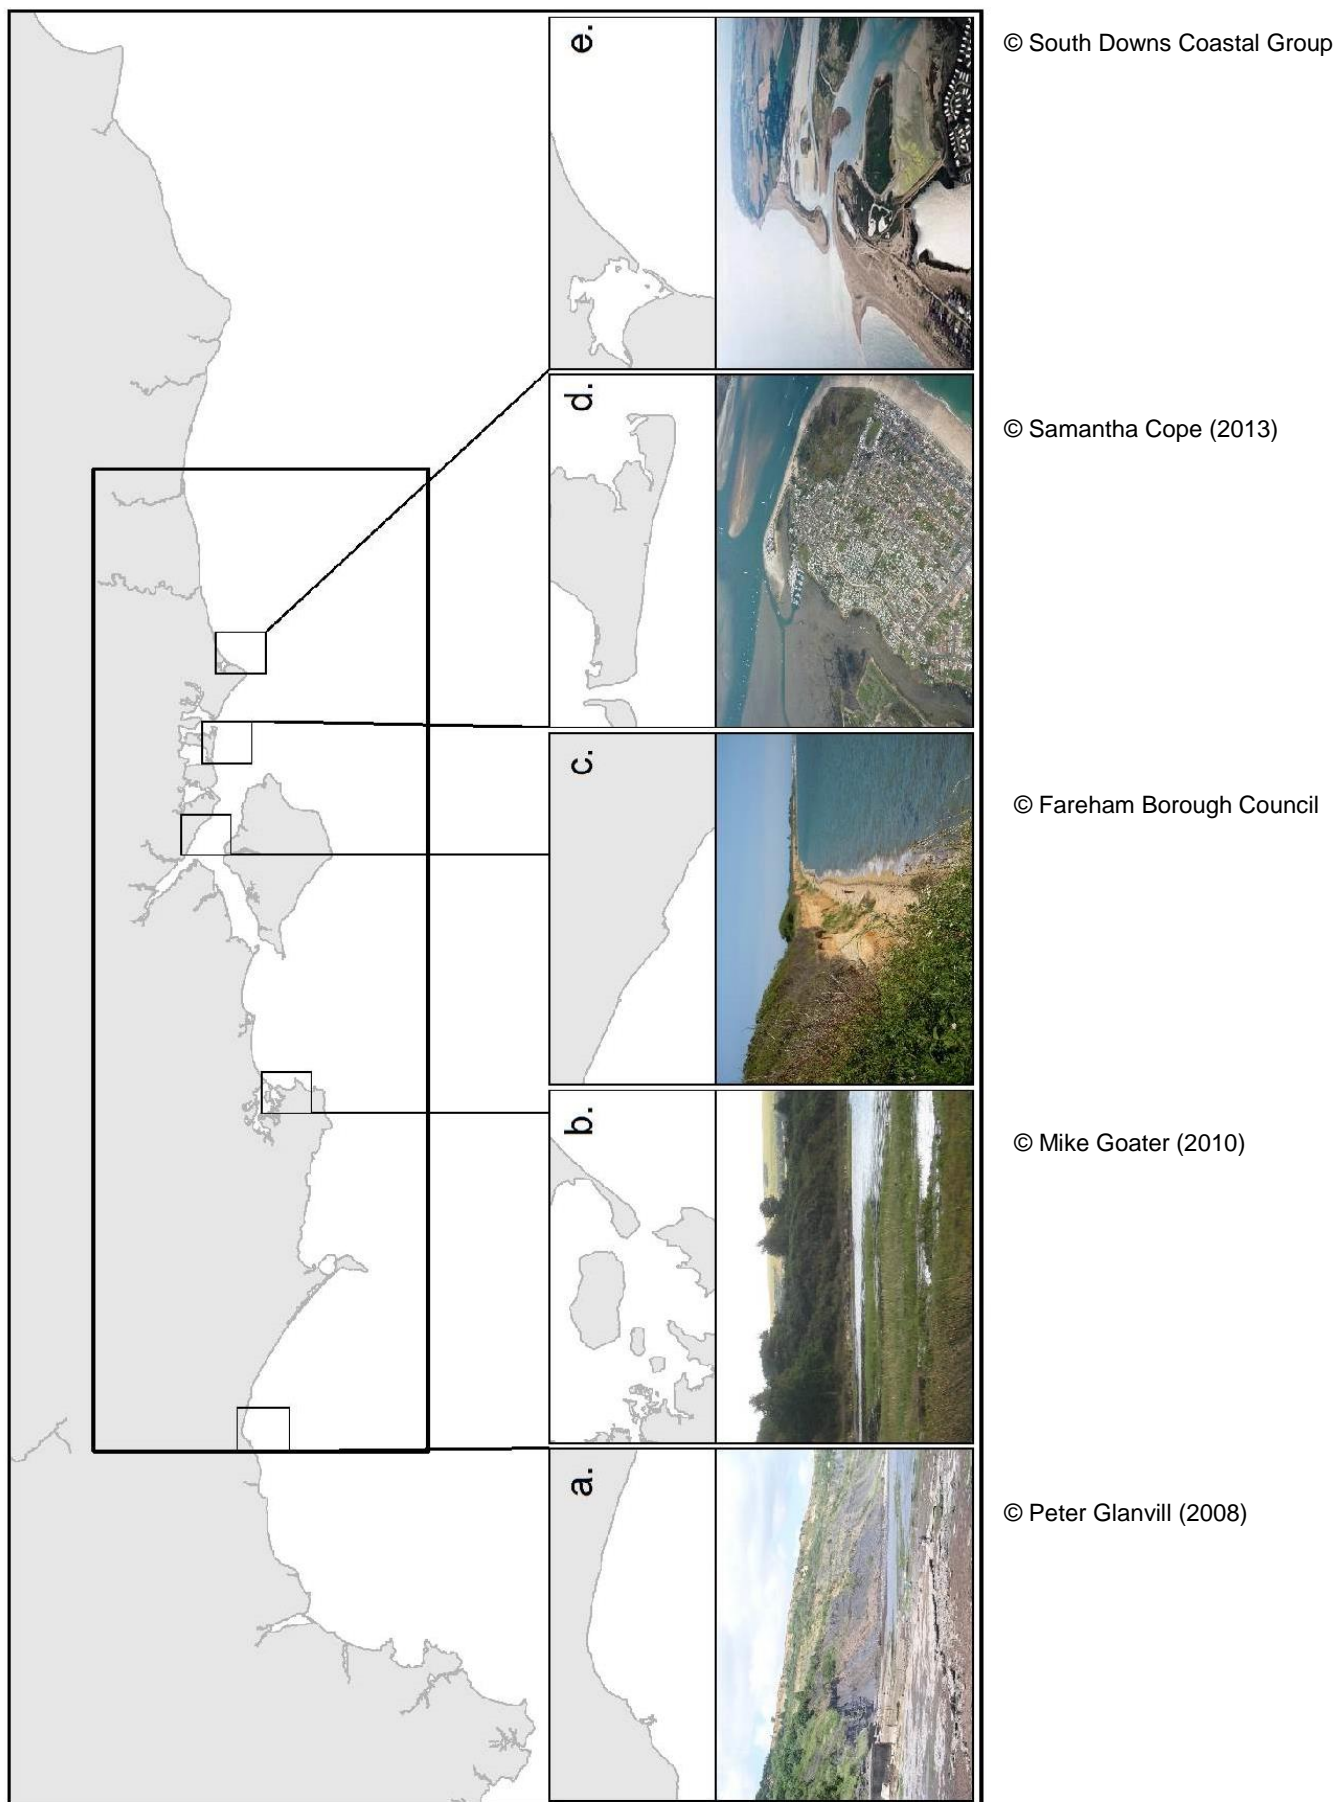 e.
© South Downs Coastal Group
d.
© Samantha Cope (2013)
c.
© Fareham Borough Council
b.
© Mike Goater (2010)
a.
© Peter Glanvill (2008)